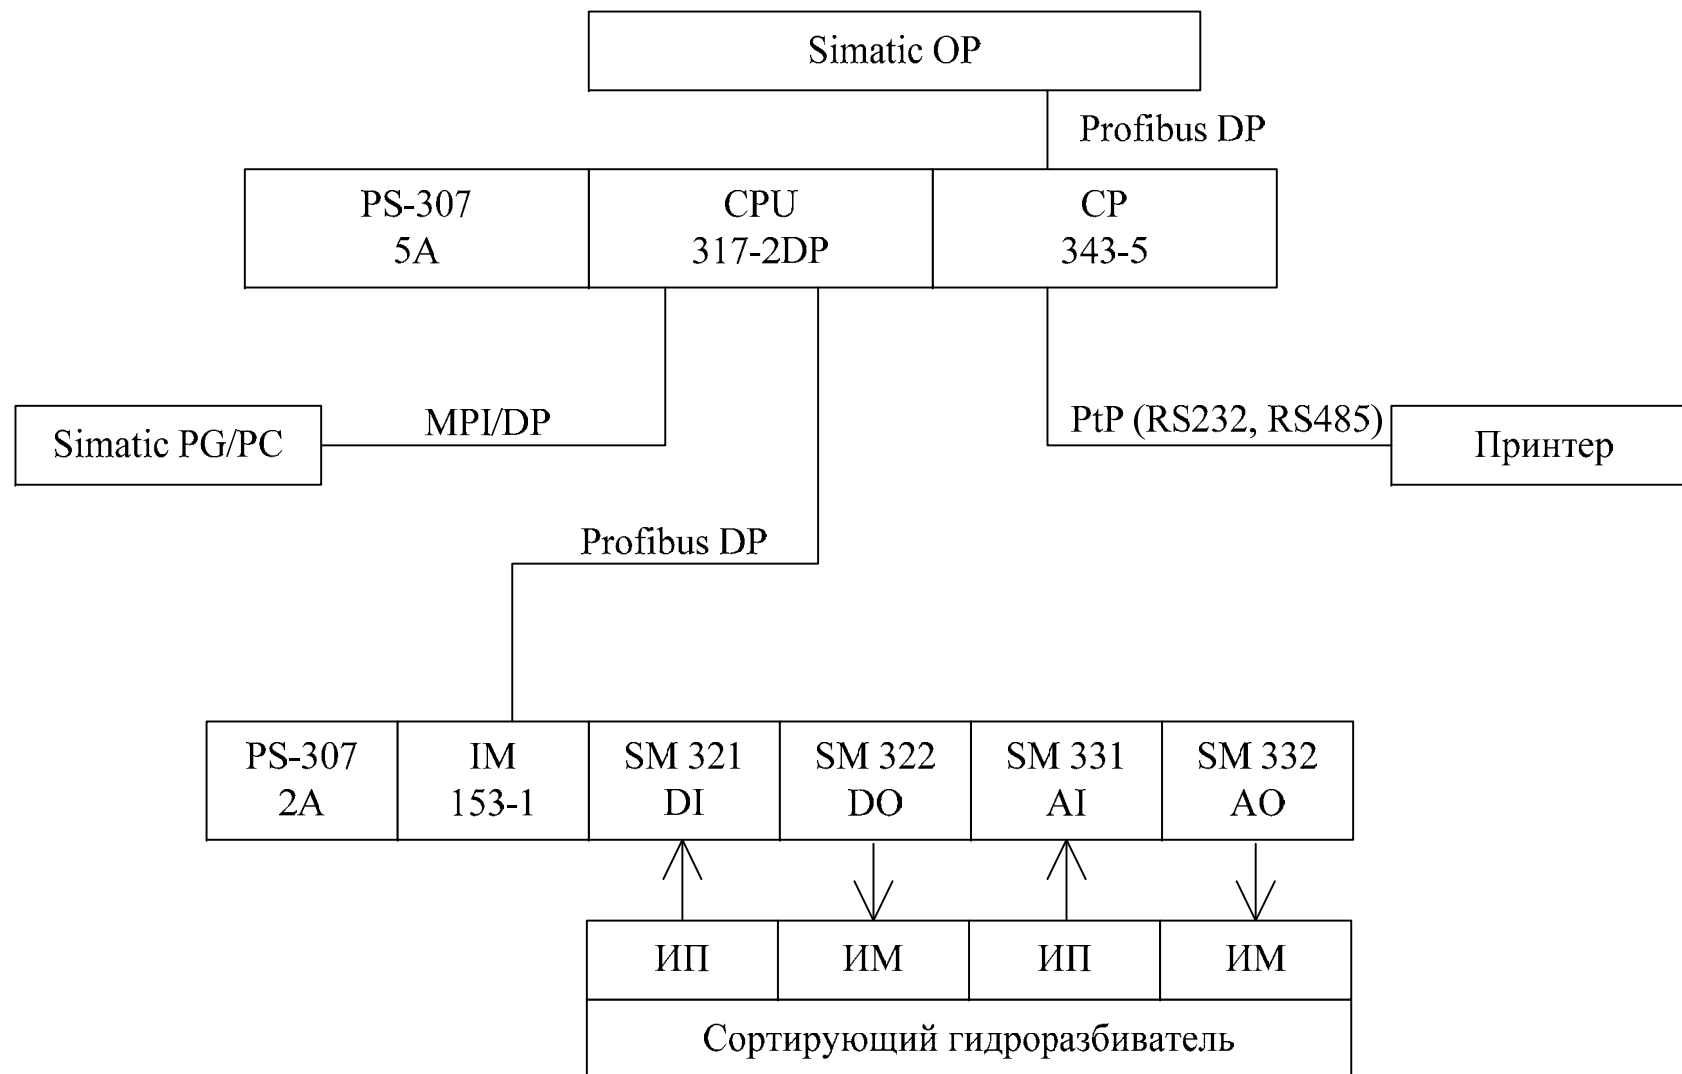 Simatic OP
Profibus DP
PS-307
5A
CPU
317-2DP
CP
343-5
MPI/DP
PtP (RS232, RS485)
Simatic PG/PC
Принтер
Profibus DP
PS-307
2A
IM
153-1
SM 321
DI
SM 322
DO
SM 331
AI
SM 332
AO
ИП
ИМ
ИП
ИМ
Сортирующий гидроразбиватель